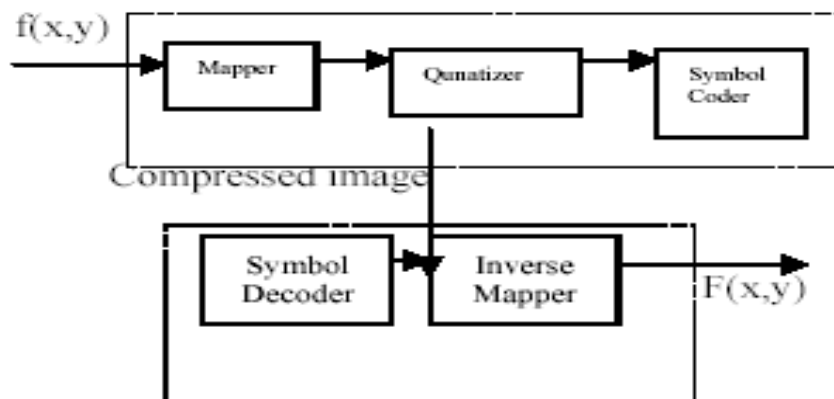 f(x,y)
Mapper
Qunatizer
Symbol
Coder
Compressed image
Symbol
Decoder
Inverse
Mapper
F(x,y)